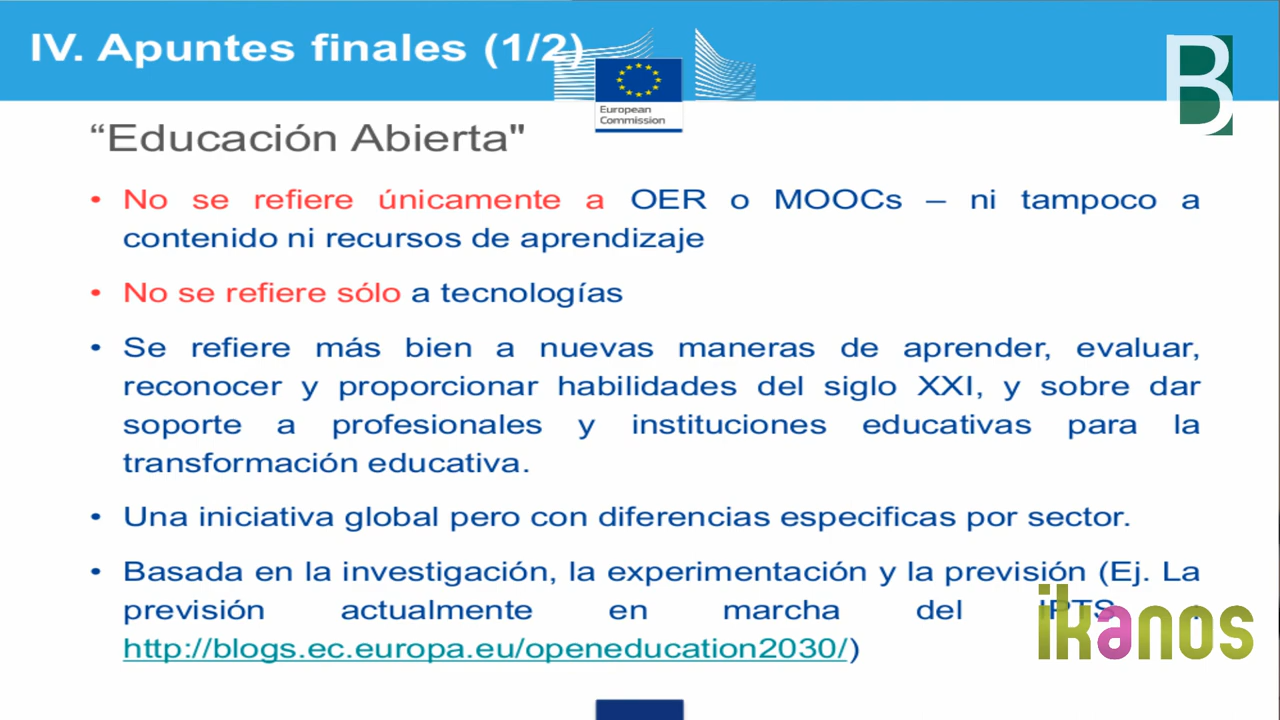 IV. Apuntes finales (1/2)
B
European
Commission
“Educación Abierta"
• No se refiere únicamente a OER o MOOCs – ni tampoco a
contenido ni recursos de aprendizaje
• No se refiere sólo a tecnologías
• Se refiere más bien a nuevas maneras de aprender, evaluar,
reconocer y proporcionar habilidades del siglo XXI, y sobre dar
soporte a profesionales y instituciones educativas para la
transformación educativa.
• Una iniciativa global pero con diferencias especificas por sector.
• Basada en la investigación, la experimentación y la previsión (Ej. La
previsión actualmente en marcha del IPTS :
http://blogs.ec.europa.eu/openeducation2030/)
ikanos